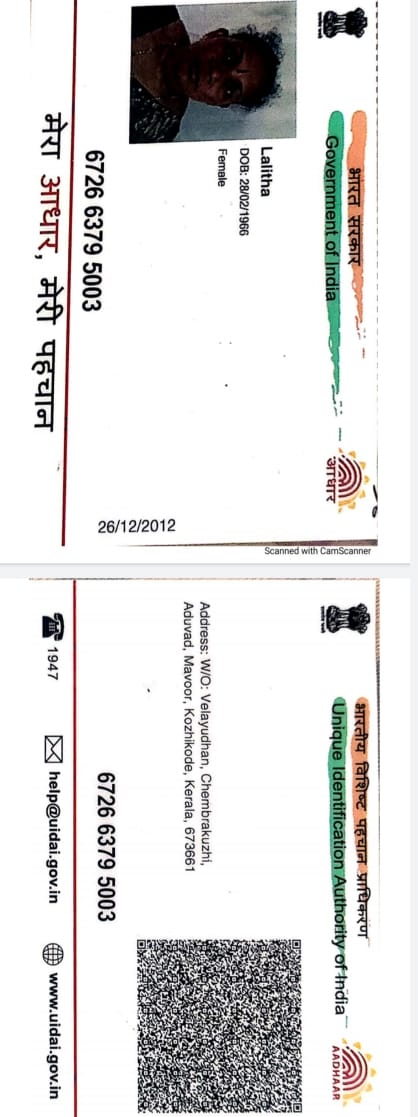 भारत सरकार
Government of India
आधार
Lalitha
DOB: 28/02/1966
Female
26/12/2012
6726 6379 5003
मेरा आधार, मेरी पहचान
Scanned with CamScanner
भारतीय विशिष्ट पहचान प्राधिकरण
Unique Identification Authority of India
AADHAAR
Address: W/O: Velayudhan, Chembrakuzhi,
Aduvad, Mavoor, Kozhikode, Kerala, 673661
6726 6379 5003
1947
help@uidai.gov.in
www.uidai.gov.in